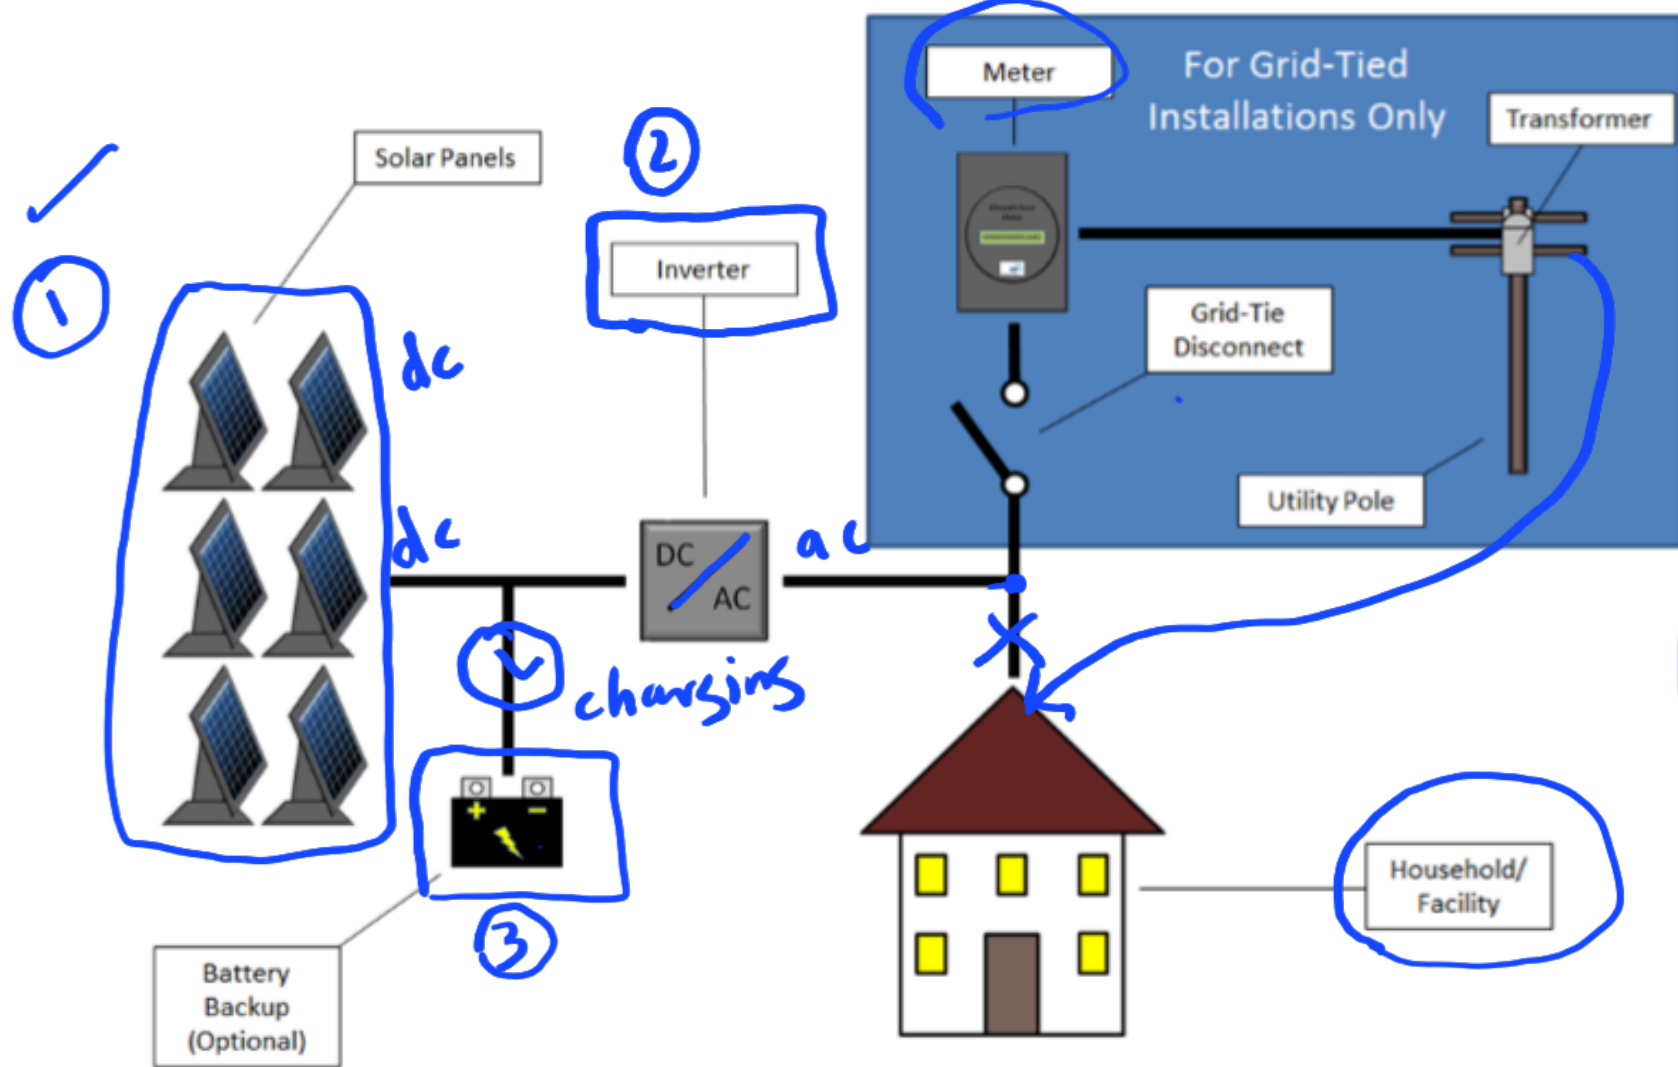 Meter
For Grid-Tied
Installations Only
Transformer
Solar Panels
2
Inverter
1
Grid-Tie
Disconnect
dc
Utility Pole
dc
DC
AC
ac
charging
+ −
3
Household/
Facility
Battery
Backup
(Optional)